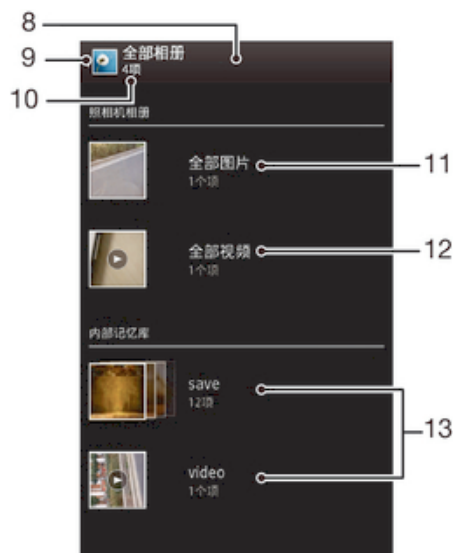 8
9
全部相册
4项
10
照相机相册
全部图片
11
1个项
全部视频
12
1个项
内部记忆库
save
12项
13
video
1个项